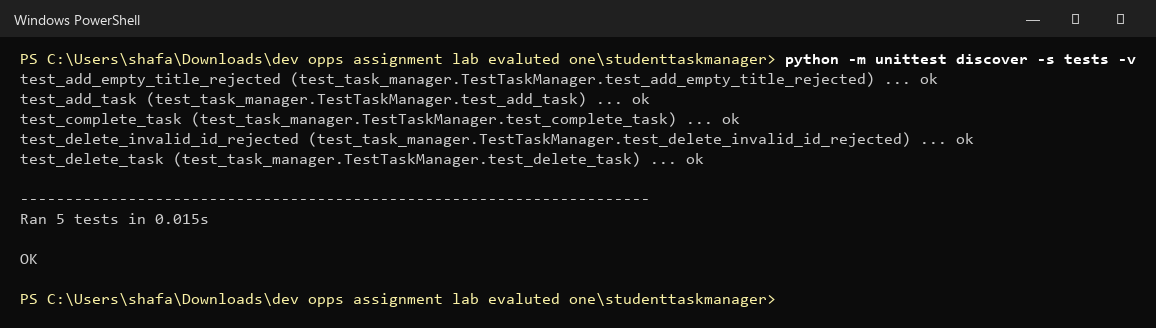 Windows PowerShell
PS C:\Users\shafa\Downloads\dev opps assignment lab evaluted one\studenttaskmanager> python -m unittest discover -s tests -v
test_add_empty_title_rejected (test_task_manager.TestTaskManager.test_add_empty_title_rejected) ... ok
test_add_task (test_task_manager.TestTaskManager.test_add_task) ... ok
test_complete_task (test_task_manager.TestTaskManager.test_complete_task) ... ok
test_delete_invalid_id_rejected (test_task_manager.TestTaskManager.test_delete_invalid_id_rejected) ... ok
test_delete_task (test_task_manager.TestTaskManager.test_delete_task) ... ok
----------------------------------------------------------------------
Ran 5 tests in 0.015s
OK
PS C:\Users\shafa\Downloads\dev opps assignment lab evaluted one\studenttaskmanager>